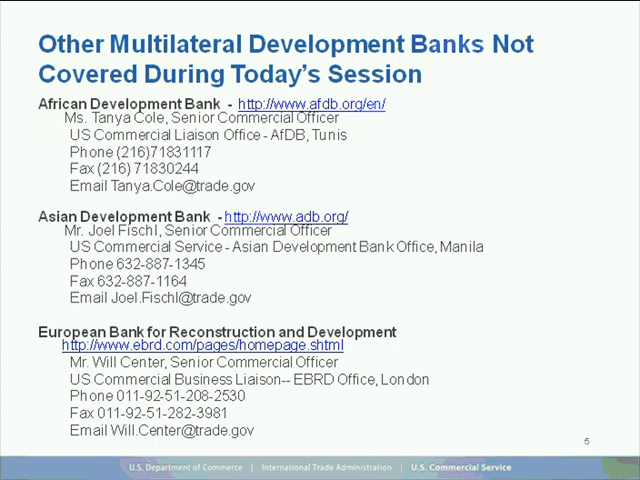 Other Multilateral Development Banks Not
Covered During Today's Session
African Development Bank - http://www.afdb.org/en/
Ms. Tanya Cole, Senior Commercial Officer
US Commercial Liaison Office - AfDB, Tunis
Phone (216)71831117
Fax (216) 71830244
Email Tanya.Cole@trade.gov
Asian Development Bank - http://www.adb.org/
Mr. Joel Fischl, Senior Commercial Officer
US Commercial Service - Asian Development Bank Office, Manila
Phone 632-887-1345
Fax 632-887-1164
Email Joel.Fischl@trade.gov
European Bank for Reconstruction and Development
http://www.ebrd.com/pages/homepage.shtml
Mr. Will Center, Senior Commercial Officer
US Commercial Business Liaison-- EBRD Office, London
Phone 011-92-51-208-2530
Fax 011-92-51-282-3981
Email Will.Center@trade.gov
5
U.S. Department of Commerce | International Trade Administration | U.S. Commercial Service